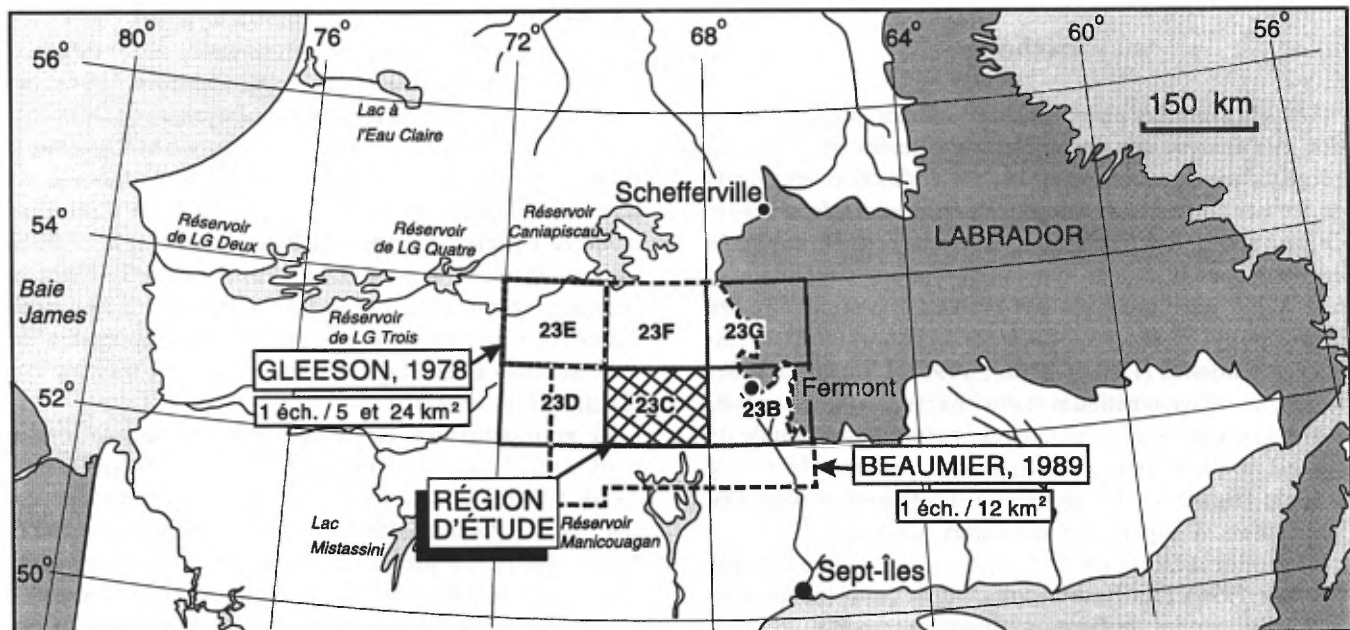 80°
76°
72°
68°
64°
60°
56°
56°
150 km
Lac à
l'Eau Claire
Schefferville
54°
Réservoir
de LG Deux
Réservoir
de LG Quatre
Réservoir
Caniapiscau
LABRADOR
Baie
James
Réservoir
de LG Trois
23E
23F
23G
GLEESON, 1978
1 éch. / 5 et 24 km²
52°
23D
23C
23B
Fermont
BEAUMIER, 1989
1 éch. / 12 km²
RÉGION
D'ÉTUDE
Lac
Mistassini
Réservoir
Manicouagan
50°
Sept-Îles